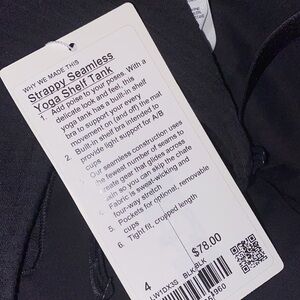 WHY WE MADE THIS
Strappy Seamless
Yoga Shelf Tank
1. Add poise to your poses. With a
delicate look and feel, this
yoga tank has a built-in shelf
bra to support your every
movement on (and off) the mat
2. Built-in shelf bra intended to
provide light support for A/B
cups
Our seamless construction uses
the fewest number of seams to
create gear that glides across
skin so you can skip the chafe
4. Fabric is sweat-wicking and
four-way stretch
5. Pockets for optional, removable
cups
6. Tight fit, cropped length
$78.00
4
LW1DX3S
BLK/BLK